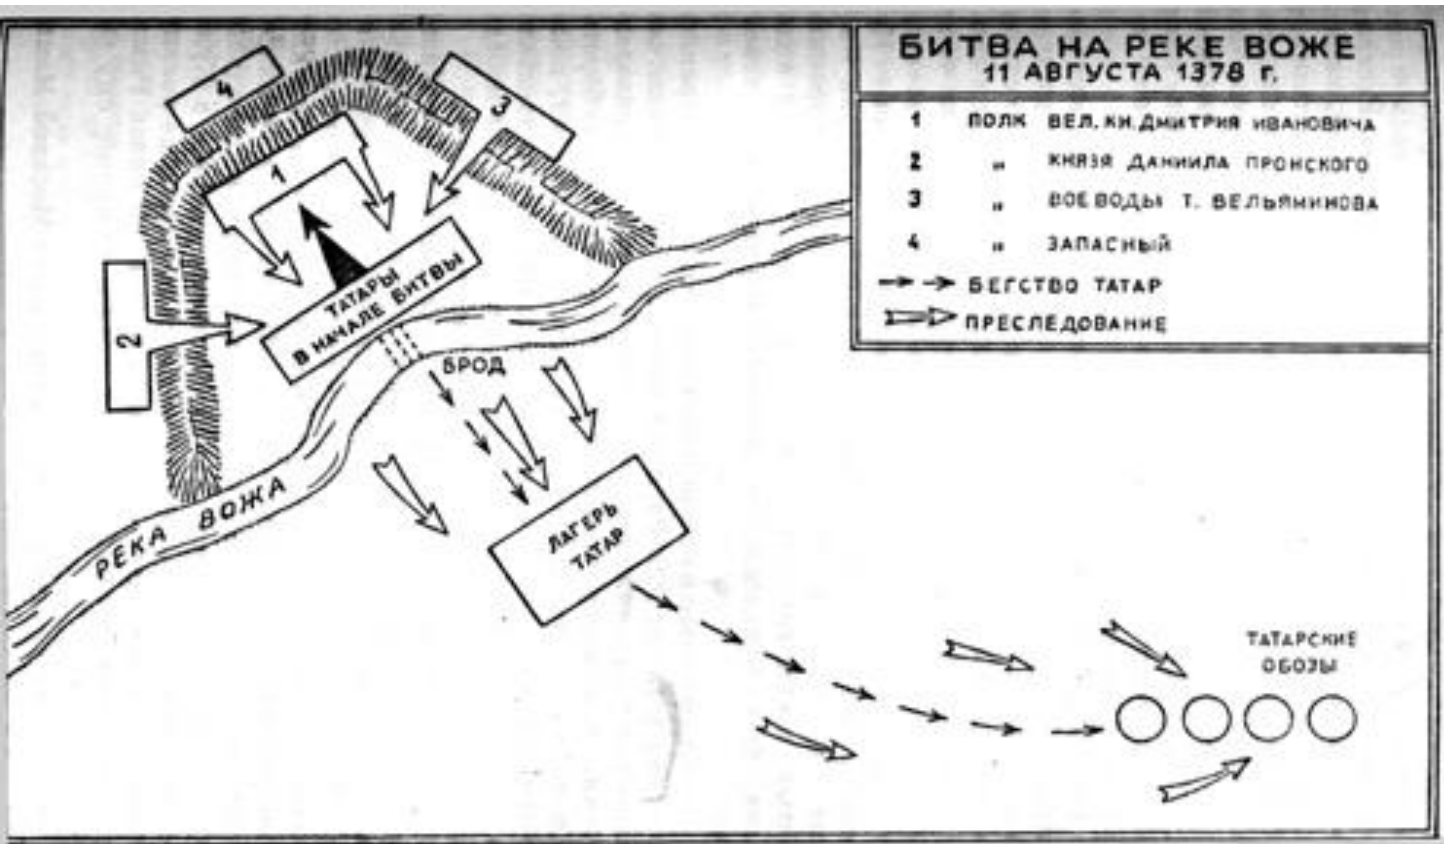 БИТВА НА РЕКЕ ВОЖЕ
11 АВГУСТА 1378 г.
1 ПОЛК ВЕЛ. КН. ДМИТРИЯ ИВАНОВИЧА
2 „ КНЯЗЯ ДАНИИЛА ПРОНСКОГО
3 „ ВОЕВОДЫ Т. ВЕЛЬЯМИНОВА
4 „ ЗАПАСНЫЙ
БЕГСТВО ТАТАР
ПРЕСЛЕДОВАНИЕ
4
3
1
2
ТАТАРЫ
В НАЧАЛЕ БИТВЫ
БРОД
РЕКА ВОЖА
ЛАГЕРЬ
ТАТАР
ТАТАРСКИЕ
ОБОЗЫ